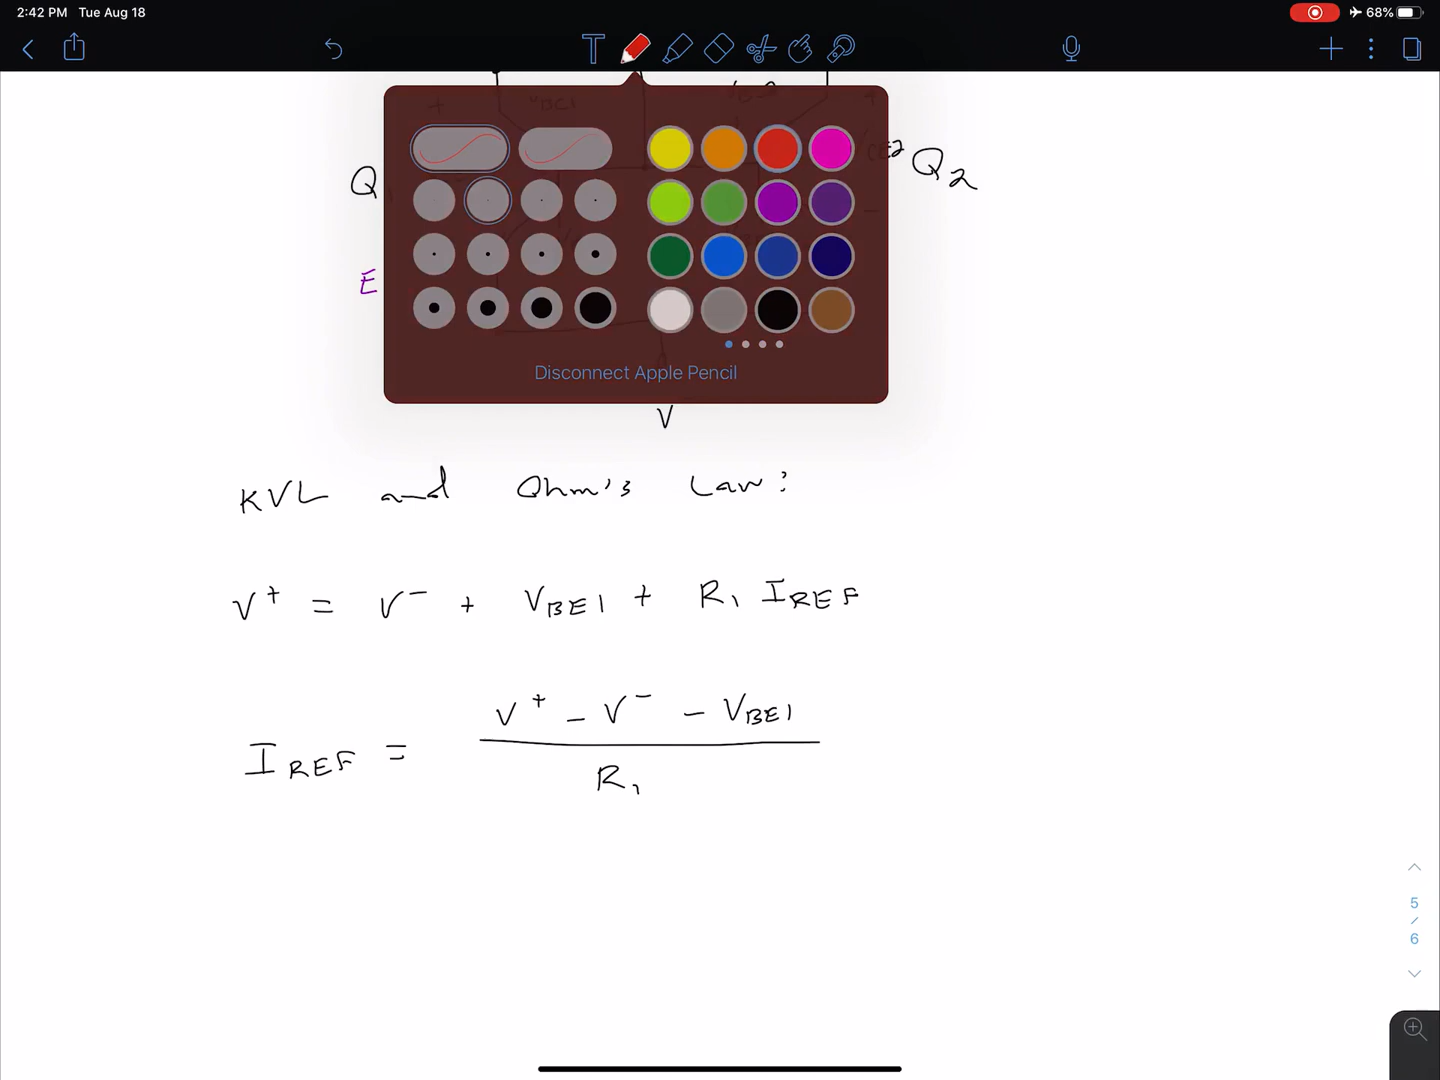 2:42 PM Tue Aug 18
68%
T
Q
Q2
E
Disconnect Apple Pencil
V
KVL and Ohm's Law:
V⁺ = V⁻ + VBE1 + R1 IREF
V⁺ - V⁻ - VBE1
IREF =
R1
5
/
6